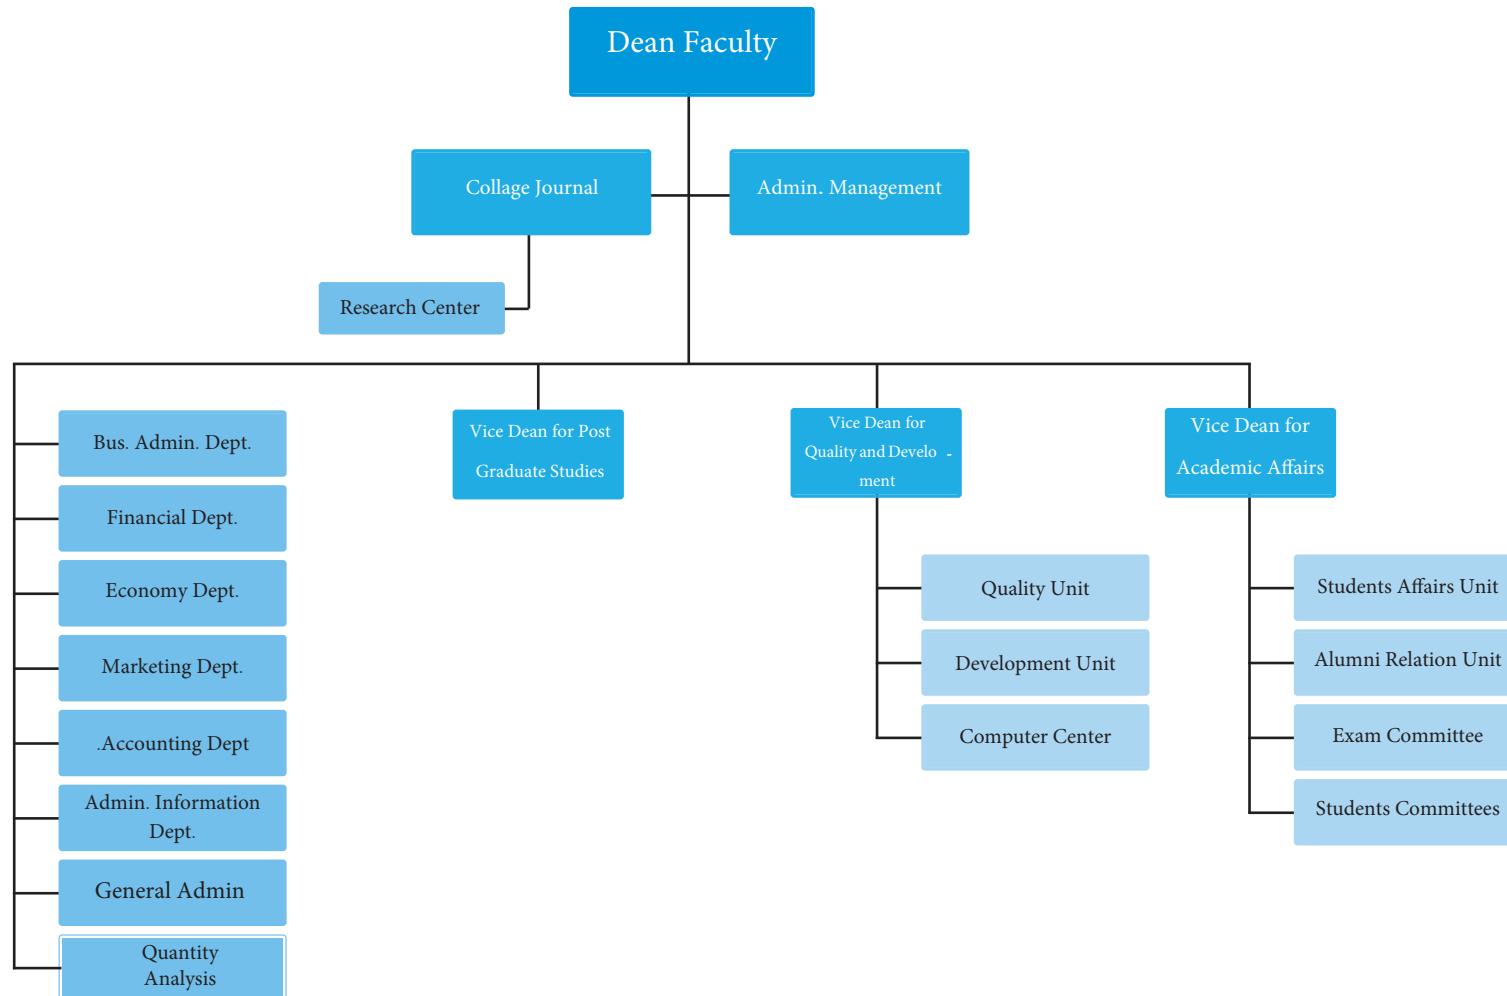 Dean Faculty
Collage Journal
Admin. Management
Research Center
Bus. Admin. Dept.
Financial Dept.
Economy Dept.
Marketing Dept.
.Accounting Dept
Admin. Information
Dept.
General Admin
Quantity
Analysis
Vice Dean for Post
Graduate Studies
Vice Dean for
Quality and Develo -
ment
Quality Unit
Development Unit
Computer Center
Vice Dean for
Academic Affairs
Students Affairs Unit
Alumni Relation Unit
Exam Committee
Students Committees